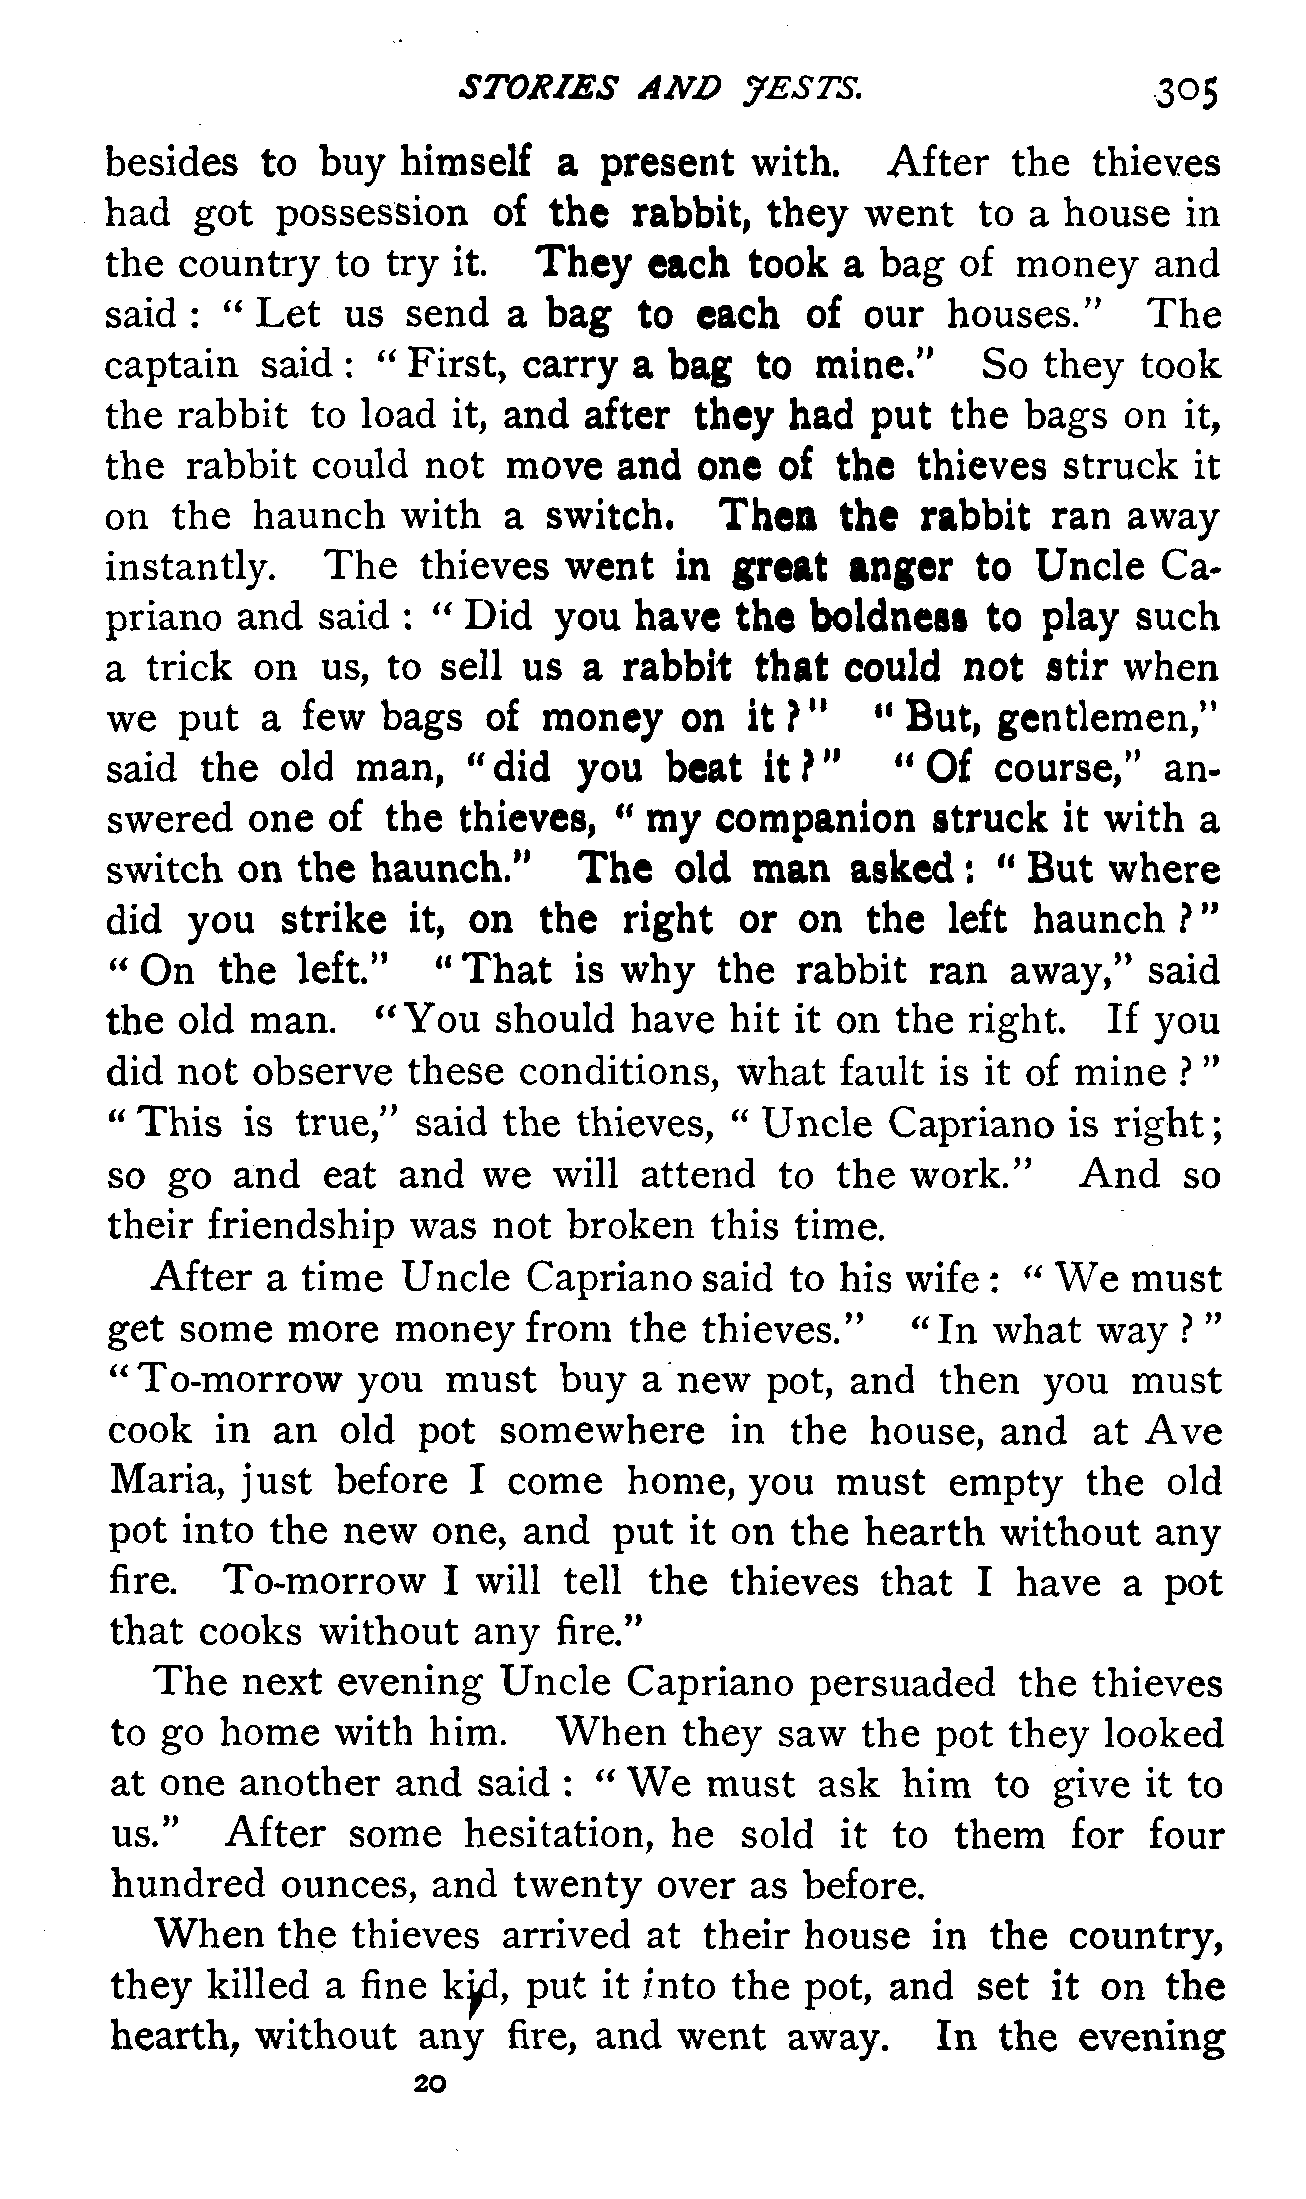 STORIES AND JESTS. 305
besides to buy himself a present with. After the thieves
had got possession of the rabbit, they went to a house in
the country to try it. They each took a bag of money and
said : “ Let us send a bag to each of our houses.” The
captain said : “ First, carry a bag to mine.” So they took
the rabbit to load it, and after they had put the bags on it,
the rabbit could not move and one of the thieves struck it
on the haunch with a switch. Then the rabbit ran away
instantly. The thieves went in great anger to Uncle Ca-
priano and said : “ Did you have the boldness to play such
a trick on us, to sell us a rabbit that could not stir when
we put a few bags of money on it ?” “ But, gentlemen,”
said the old man, “ did you beat it ?” “ Of course,” an-
swered one of the thieves, “ my companion struck it with a
switch on the haunch.” The old man asked : “ But where
did you strike it, on the right or on the left haunch ?”
“ On the left.” “ That is why the rabbit ran away,” said
the old man. “ You should have hit it on the right. If you
did not observe these conditions, what fault is it of mine ? ”
“ This is true,” said the thieves, “ Uncle Capriano is right ;
so go and eat and we will attend to the work.” And so
their friendship was not broken this time.
After a time Uncle Capriano said to his wife : “ We must
get some more money from the thieves.” “ In what way ? ”
“ To-morrow you must buy a new pot, and then you must
cook in an old pot somewhere in the house, and at Ave
Maria, just before I come home, you must empty the old
pot into the new one, and put it on the hearth without any
fire. To-morrow I will tell the thieves that I have a pot
that cooks without any fire.”
The next evening Uncle Capriano persuaded the thieves
to go home with him. When they saw the pot they looked
at one another and said : “ We must ask him to give it to
us.” After some hesitation, he sold it to them for four
hundred ounces, and twenty over as before.
When the thieves arrived at their house in the country,
they killed a fine kid, put it into the pot, and set it on the
hearth, without any fire, and went away. In the evening
20